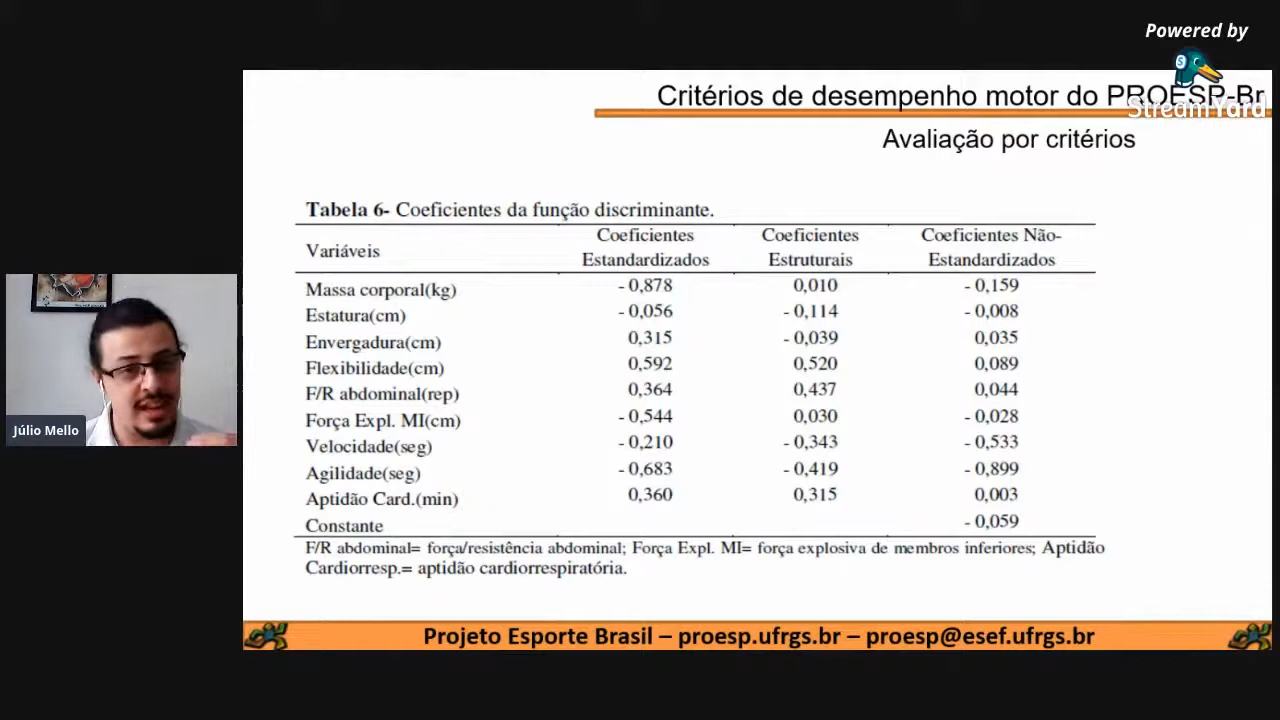 Powered by
StreamYard
Critérios de desempenho motor do PROESP-Br
Avaliação por critérios
Tabela 6- Coeficientes da função discriminante.
Variáveis Coeficientes Estandardizados Coeficientes Estruturais Coeficientes Não-Estandardizados
Massa corporal(kg) - 0,878 0,010 - 0,159
Estatura(cm) - 0,056 - 0,114 - 0,008
Envergadura(cm) 0,315 - 0,039 0,035
Flexibilidade(cm) 0,592 0,520 0,089
F/R abdominal(rep) 0,364 0,437 0,044
Força Expl. MI(cm) - 0,544 0,030 - 0,028
Velocidade(seg) - 0,210 - 0,343 - 0,533
Agilidade(seg) - 0,683 - 0,419 - 0,899
Aptidão Card.(min) 0,360 0,315 0,003
Constante - 0,059
F/R abdominal= força/resistência abdominal; Força Expl. MI= força explosiva de membros inferiores; Aptidão
Cardiorresp.= aptidão cardiorrespiratória.
Júlio Mello
Projeto Esporte Brasil – proesp.ufrgs.br – proesp@esef.ufrgs.br